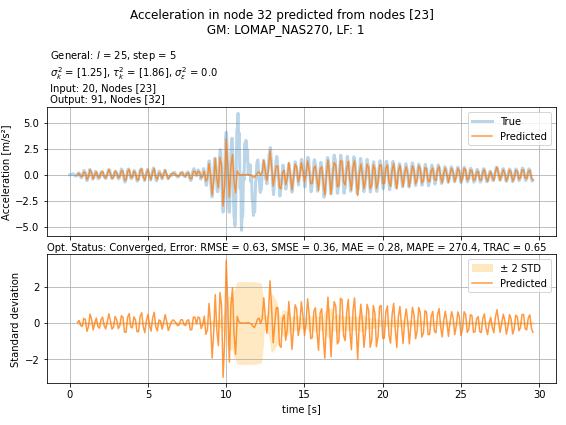 Acceleration in node 32 predicted from nodes [23]
GM: LOMAP_NAS270, LF: 1
General: l = 25, step = 5
σ²ₖ = [1.25], τ²ₖ = [1.86], σ²ε = 0.0
Input: 20, Nodes [23]
Output: 91, Nodes [32]
Acceleration [m/s²]
5.0
2.5
0.0
−2.5
−5.0
True
Predicted
Opt. Status: Converged, Error: RMSE = 0.63, SMSE = 0.36, MAE = 0.28, MAPE = 270.4, TRAC = 0.65
Standard deviation
2
0
−2
± 2 STD
Predicted
0 5 10 15 20 25 30
time [s]